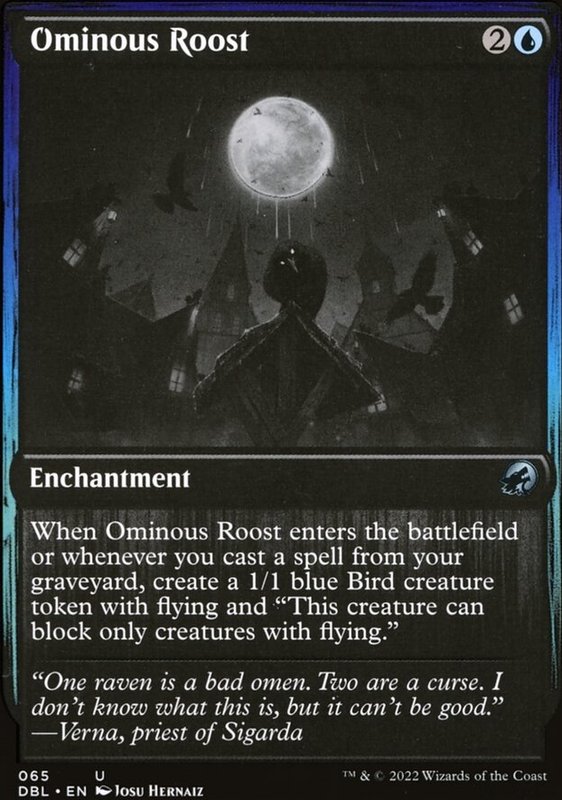 Ominous Roost 2
Enchantment
When Ominous Roost enters the battlefield
or whenever you cast a spell from your
graveyard, create a 1/1 blue Bird creature
token with flying and “This creature can
block only creatures with flying.”
“One raven is a bad omen. Two are a curse. I
don’t know what this is, but it can’t be good.”
—Verna, priest of Sigarda
065 U
DBL • EN Josu Hernaiz
™ & © 2022 Wizards of the Coast